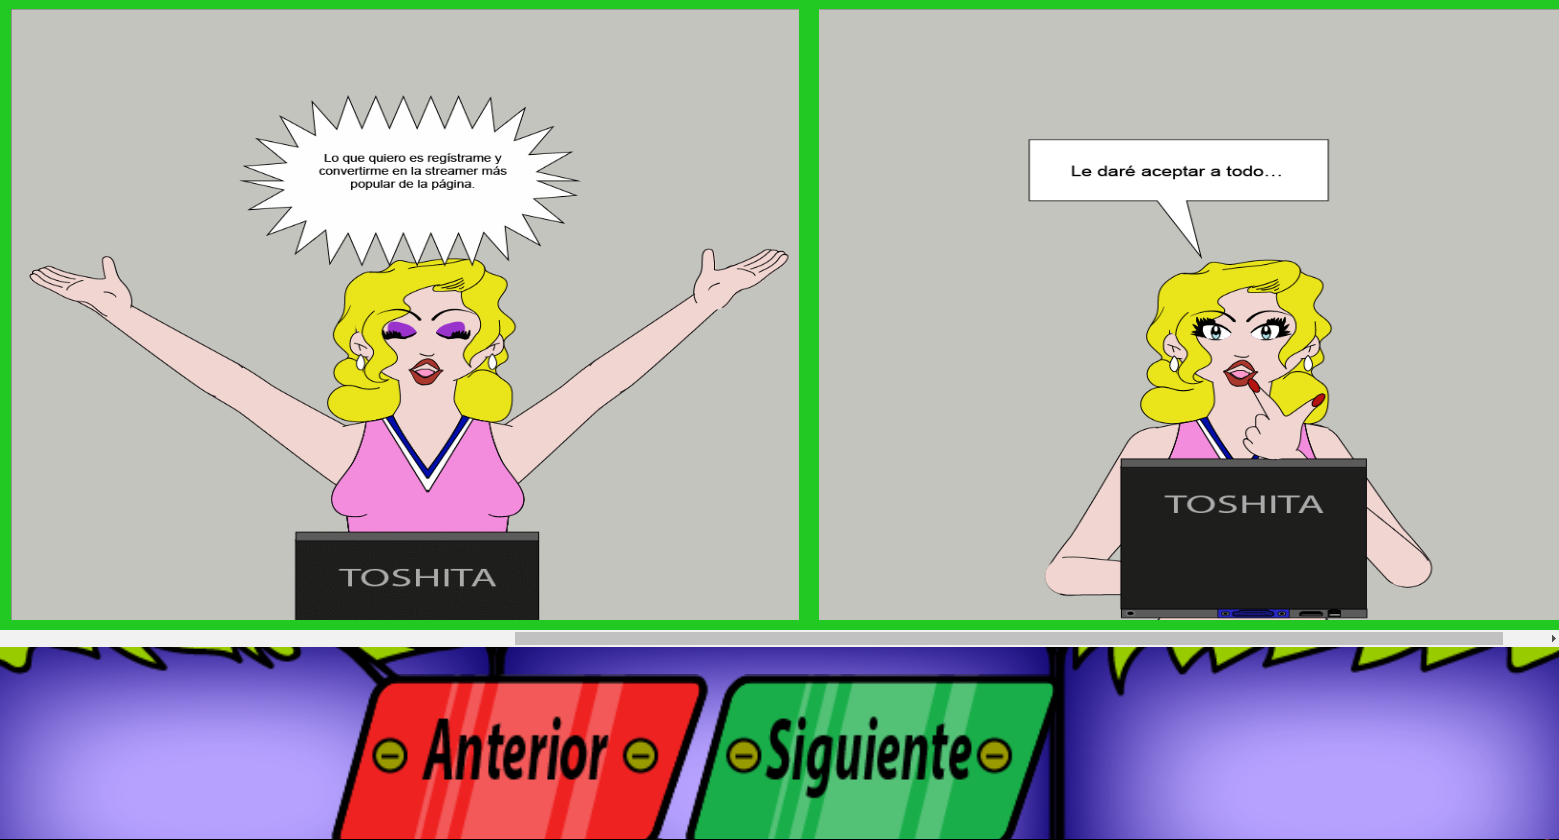 Lo que quiero es regístrame y
convertirme en la streamer más
popular de la página.
TOSHITA
Le daré aceptar a todo...
TOSHITA
Anterior
Siguiente